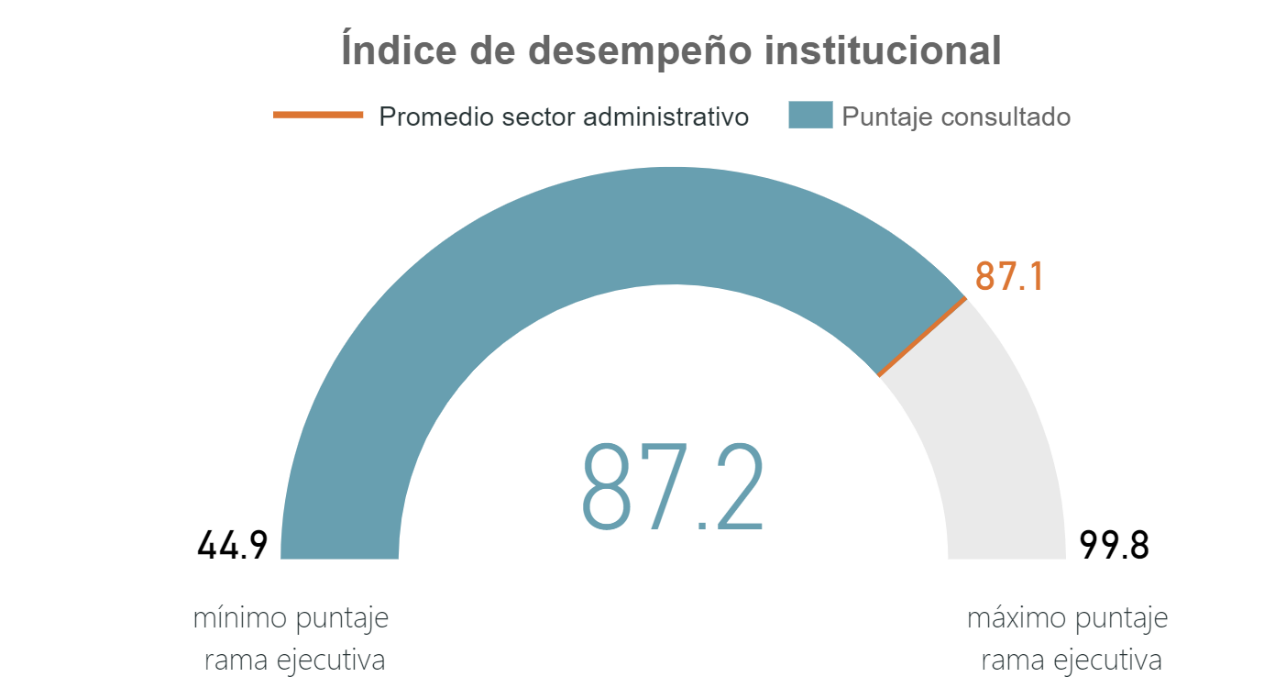 Índice de desempeño institucional
Promedio sector administrativo Puntaje consultado
87.1
87.2
44.9
99.8
mínimo puntaje
rama ejecutiva
máximo puntaje
rama ejecutiva